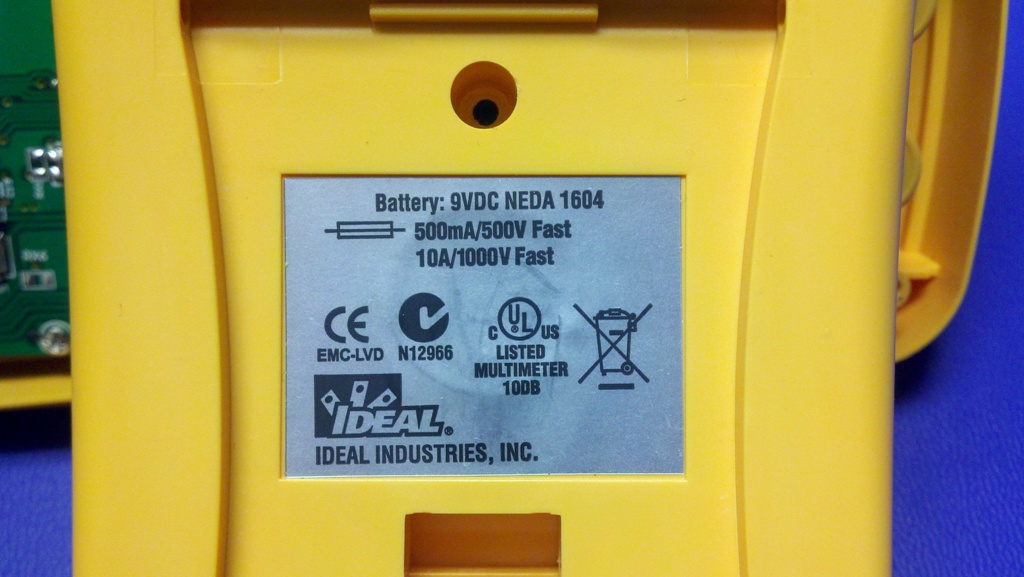 Battery: 9VDC NEDA 1604
500mA/500V Fast
10A/1000V Fast
CE
EMC-LVD
N12966
C UL US
LISTED
MULTIMETER
10DB
IDEAL®
IDEAL INDUSTRIES, INC.